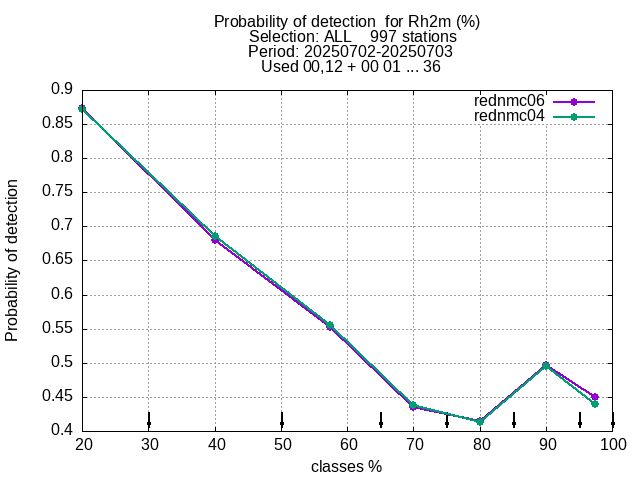 Probability of detection  for Rh2m (%)
Selection: ALL    997 stations
Period: 20250702-20250703
Used 00,12 + 00 01 ... 36
rednmc06
rednmc04
0.9
0.85
0.8
0.75
0.7
0.65
0.6
0.55
0.5
0.45
0.4
Probability of detection
20 30 40 50 60 70 80 90 100
classes %